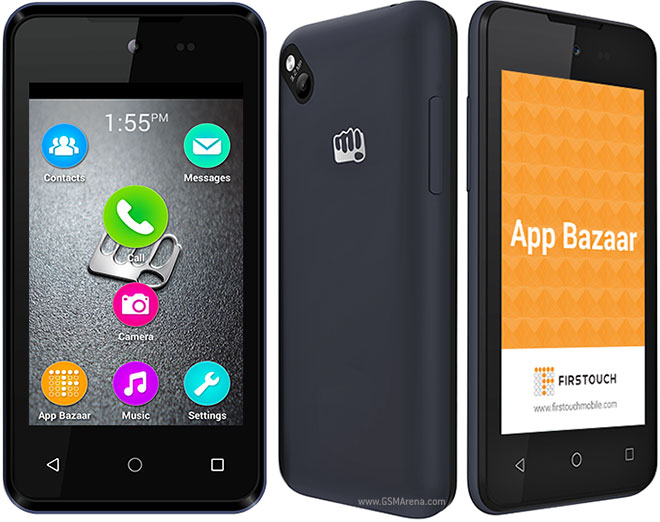 1:55PM
Contacts
Messages
Call
Camera
App Bazaar
Music
Settings
App Bazaar
FIRSTOUCH
www.firstouchmobile.com
www.GSMArena.com